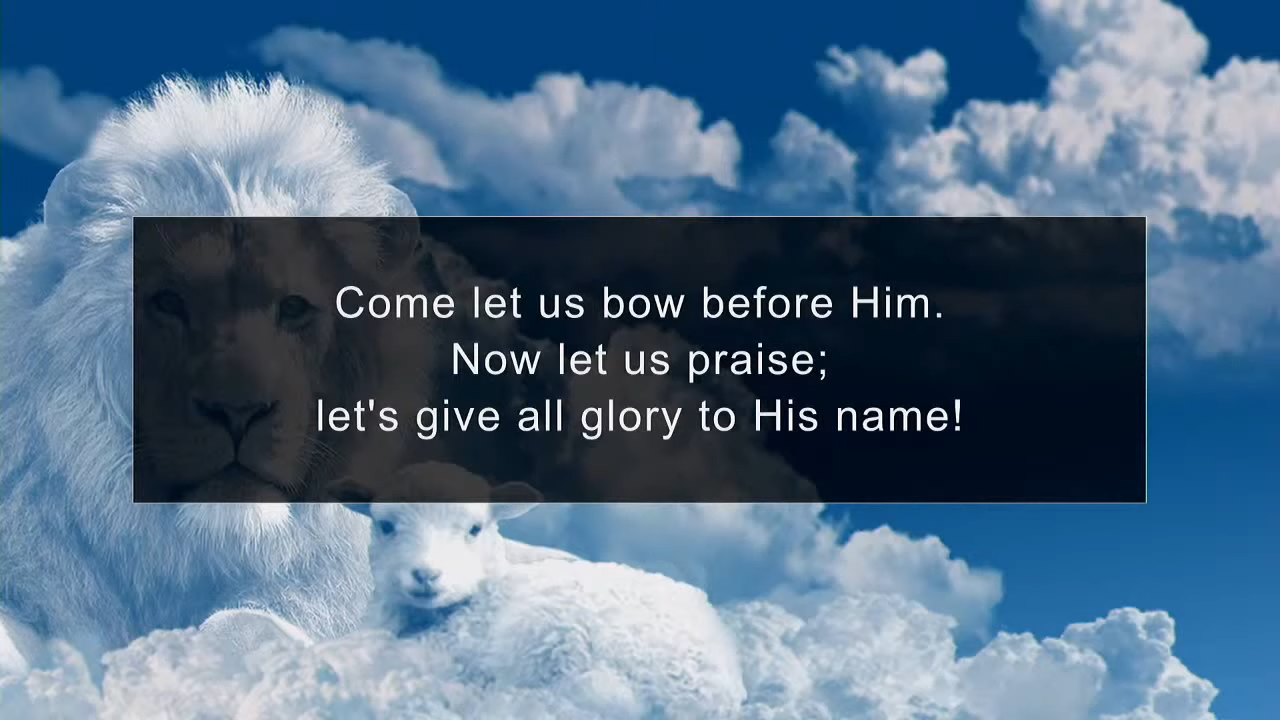 Come let us bow before Him.
Now let us praise;
let's give all glory to His name!